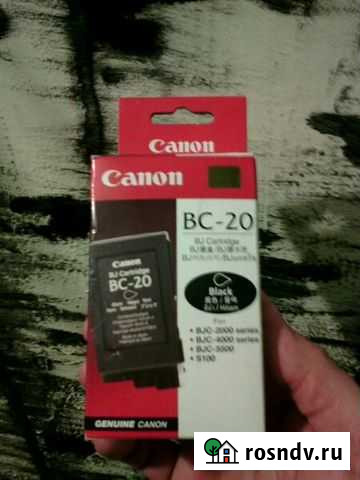 Canon
Canon
BC-20
BJ Cartridge
Black
For
• BJC-2000 series
• BJC-4000 series
• BJC-5000
• S100
Canon
BJ Cartridge
BC-20
GENUINE CANON
rosndv.ru